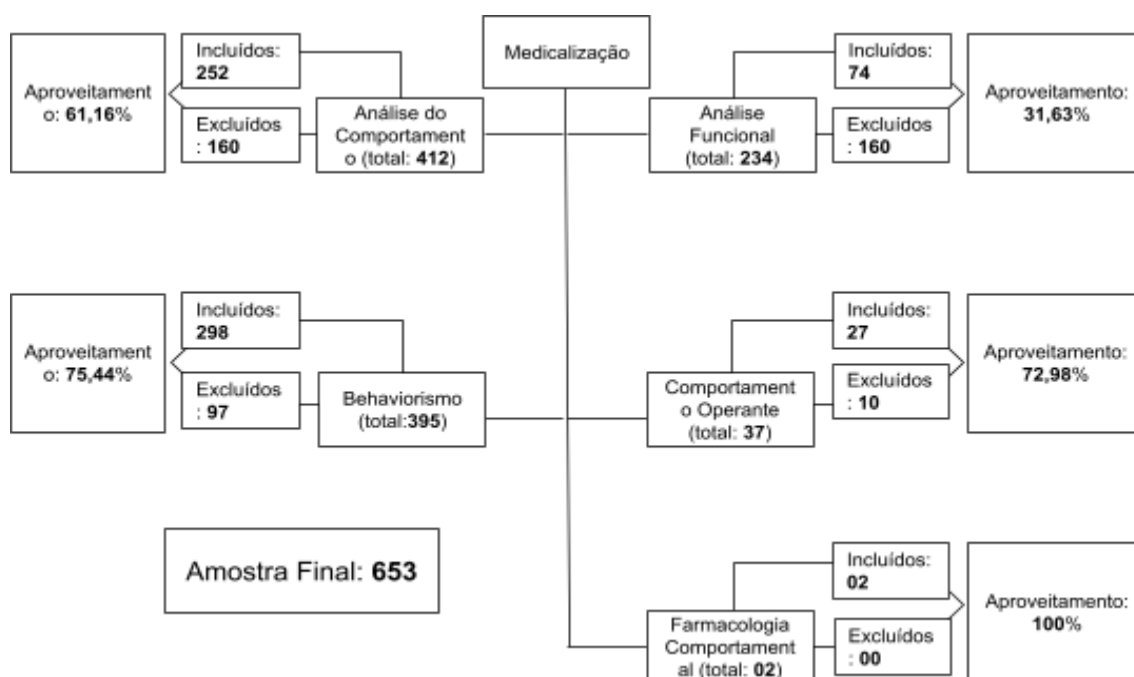 Medicalização
Incluídos:
252
Aproveitament
o: 61,16%
Excluídos
: 160
Análise do
Comportament
o (total: 412)
Análise
Funcional
(total: 234)
Incluídos:
74
Excluídos
: 160
Aproveitamento:
31,63%
Incluídos:
298
Aproveitament
o: 75,44%
Excluídos
: 97
Behaviorismo
(total:395)
Comportament
o Operante
(total: 37)
Incluídos:
27
Excluídos
: 10
Aproveitamento:
72,98%
Amostra Final: 653
Farmacologia
Comportament
al (total: 02)
Incluídos:
02
Excluídos
: 00
Aproveitamento:
100%